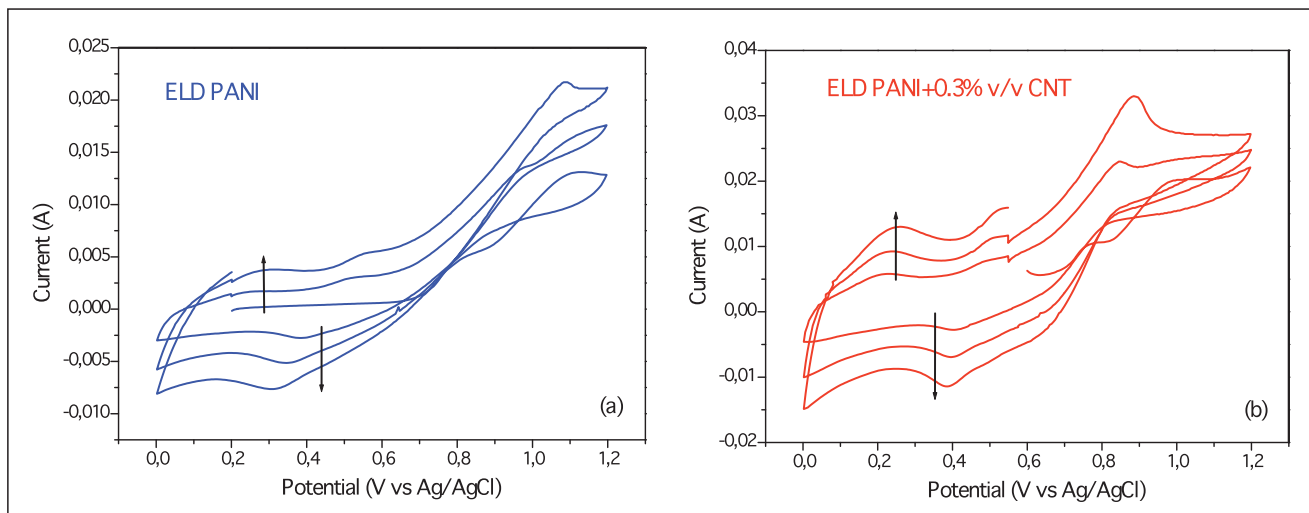 ELD PANI
0,025
0,020
0,015
0,010
0,005
0,000
-0,005
-0,010
Current (A)
0,0 0,2 0,4 0,6 0,8 1,0 1,2
Potential (V vs Ag/AgCl)
(a)
ELD PANI+0.3% v/v CNT
0,04
0,03
0,02
0,01
0,00
-0,01
-0,02
Current (A)
0,0 0,2 0,4 0,6 0,8 1,0 1,2
Potential (V vs Ag/AgCl)
(b)